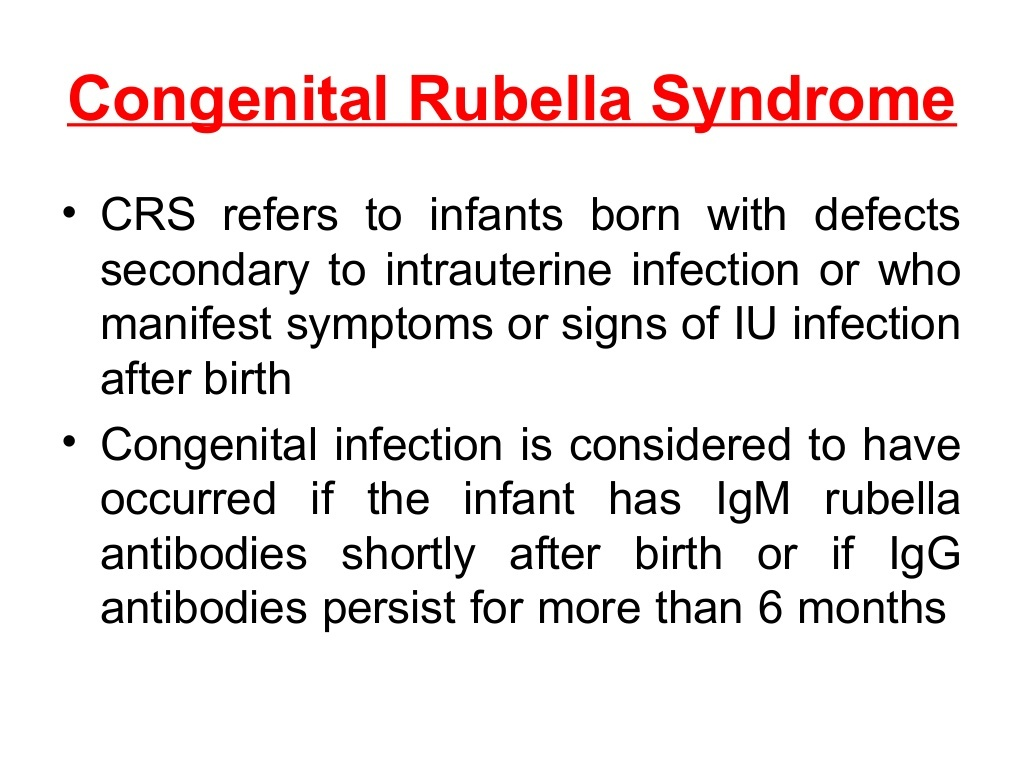 Congenital Rubella Syndrome
• CRS refers to infants born with defects
secondary to intrauterine infection or who
manifest symptoms or signs of IU infection
after birth
• Congenital infection is considered to have
occurred if the infant has IgM rubella
antibodies shortly after birth or if IgG
antibodies persist for more than 6 months